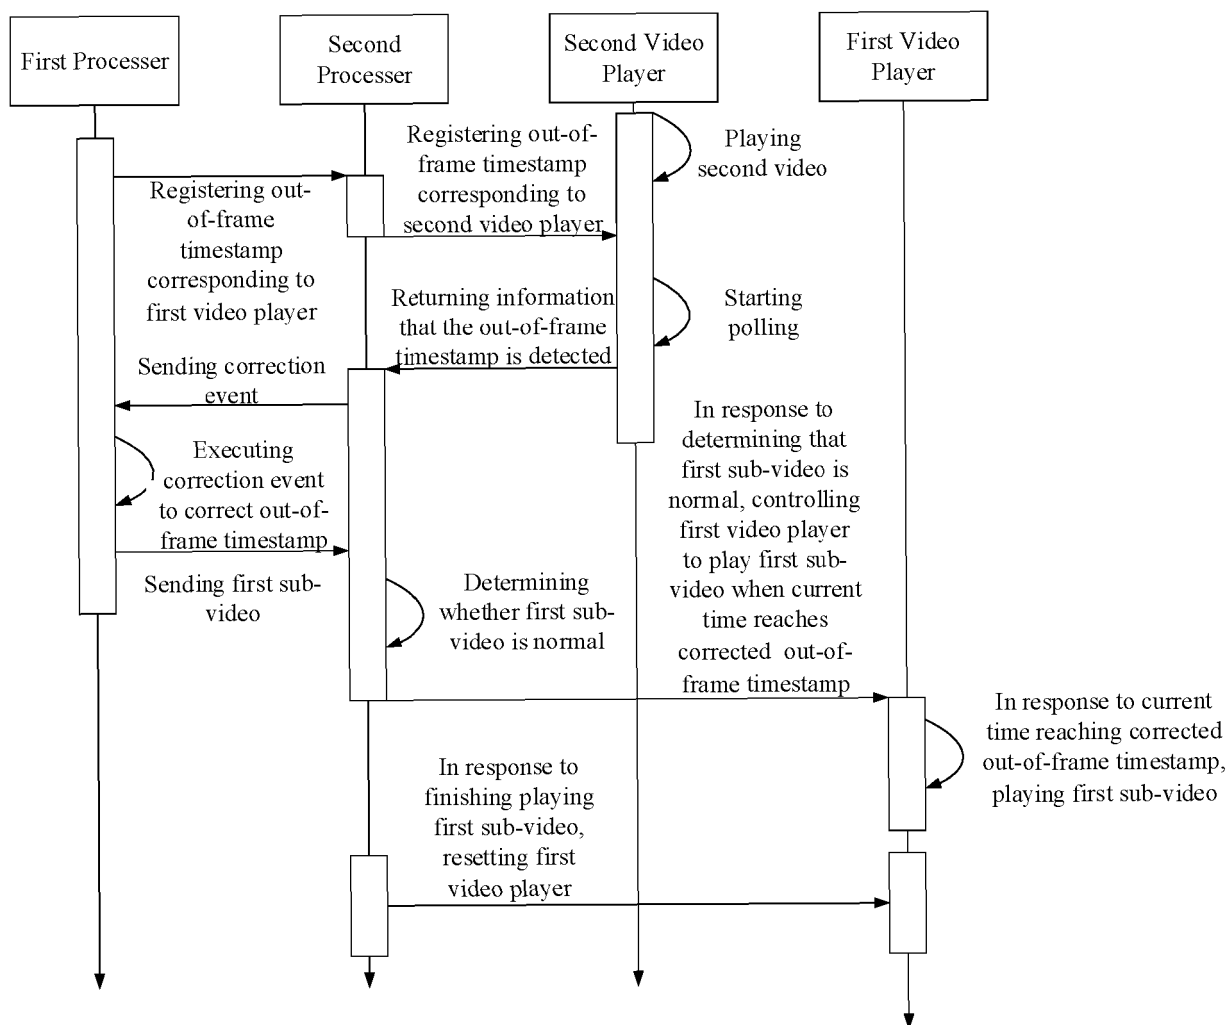 First Processer
Second
Processer
Second Video
Player
First Video
Player
Registering out-of-
frame timestamp
corresponding to
second video player
Playing
second video
Registering out-
of-frame
timestamp
corresponding to
first video player
Returning information
that the out-of-frame
timestamp is detected
Starting
polling
Sending correction
event
Executing
correction event
to correct out-of-
frame timestamp
In response to
determining that
first sub-video is
normal, controlling
first video player
to play first sub-
video when current
time reaches
corrected out-of-
frame timestamp
Sending first sub-
video
Determining
whether first sub-
video is normal
In response to current
time reaching corrected
out-of-frame timestamp,
playing first sub-video
In response to
finishing playing
first sub-video,
resetting first
video player